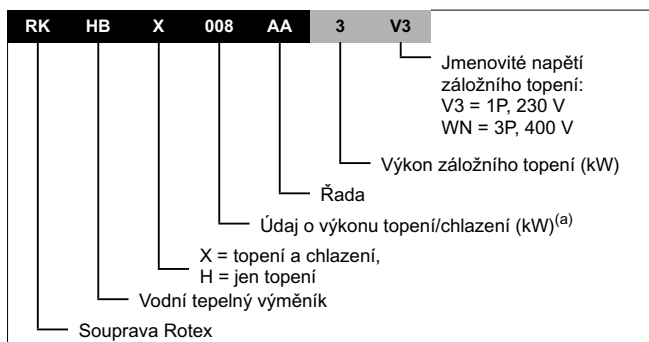 RK HB X 008 AA 3 V3
Jmenovité napětí
záložního topení:
V3 = 1P, 230 V
WN = 3P, 400 V
Výkon záložního topení (kW)
Řada
Údaj o výkonu topení/chlazení (kW)(a)
X = topení a chlazení,
H = jen topení
Vodní tepelný výměník
Souprava Rotex